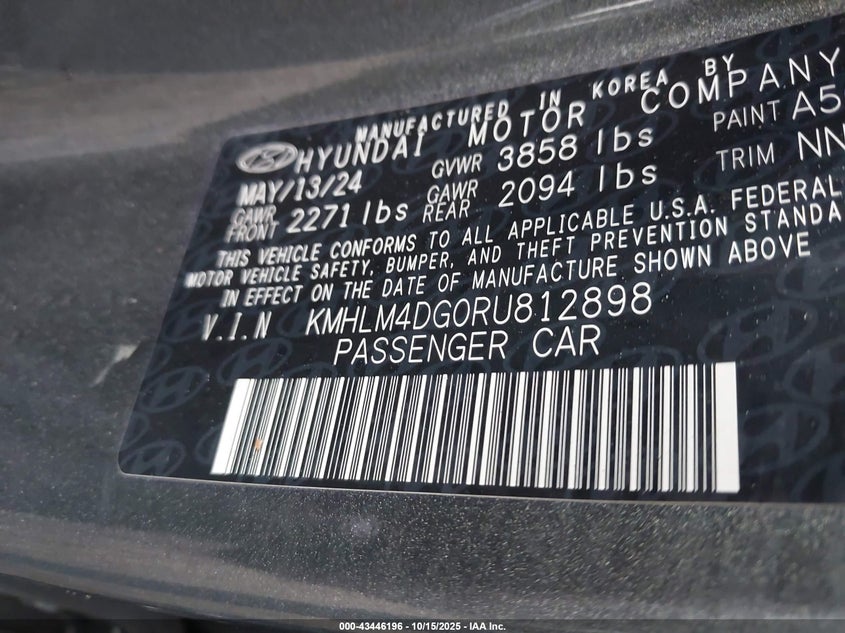 MANUFACTURED IN KOREA BY
HYUNDAI MOTOR COMPANY
MAY/13/24 GVWR 3858 lbs PAINT A5
GAWR FRONT 2271 lbs GAWR REAR 2094 lbs TRIM NN
THIS VEHICLE CONFORMS TO ALL APPLICABLE U.S.A. FEDERAL
MOTOR VEHICLE SAFETY, BUMPER, AND THEFT PREVENTION STANDA
IN EFFECT ON THE DATE OF MANUFACTURE SHOWN ABOVE
V.I.N KMHLM4DG0RU812898
PASSENGER CAR
000-43446196 - 10/15/2025 - IAA Inc.